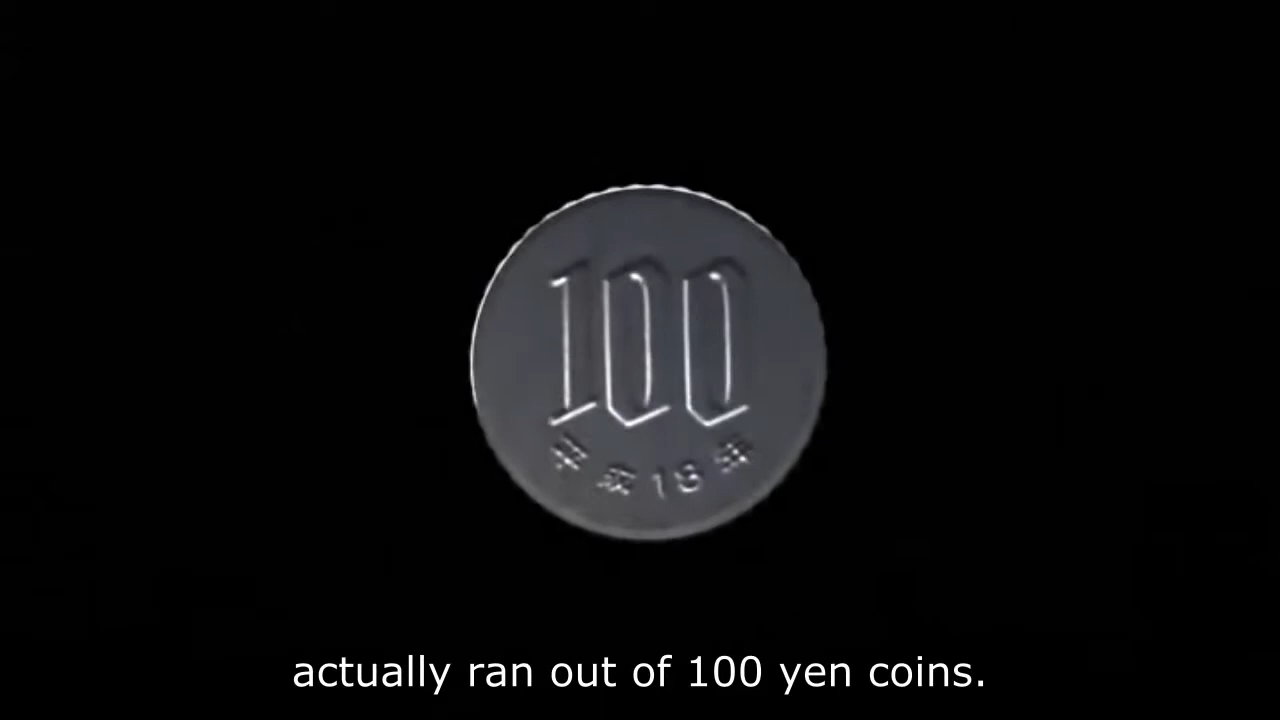 100
平成18年
actually ran out of 100 yen coins.